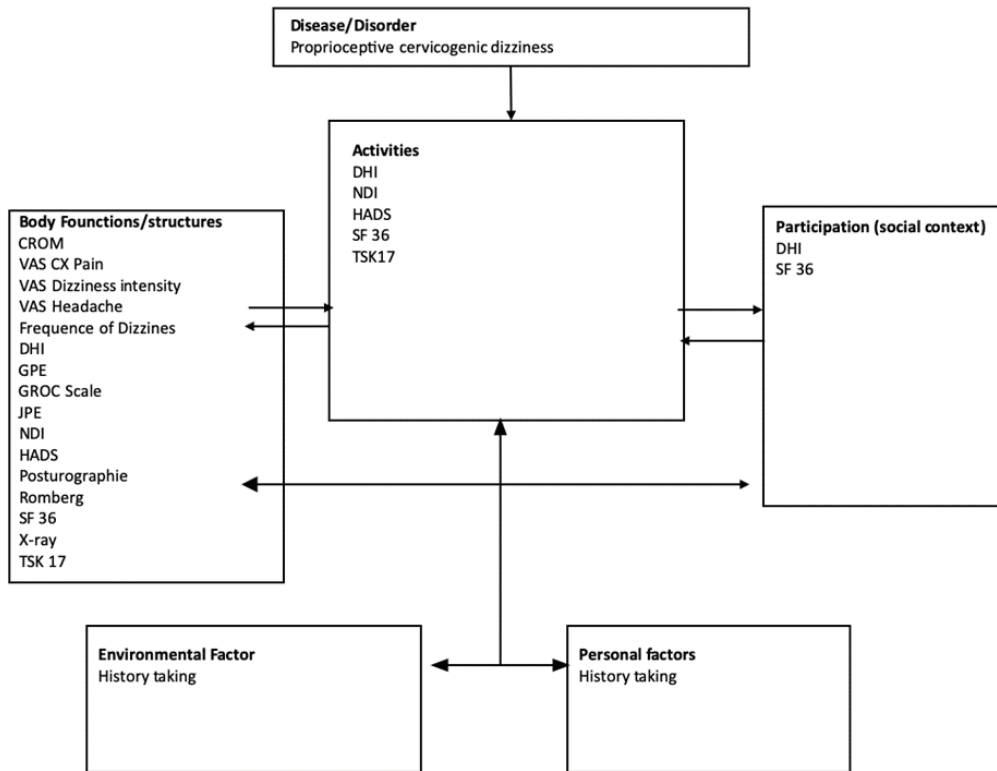 Disease/Disorder
Proprioceptive cervicogenic dizziness
Activities
DHI
NDI
HADS
SF 36
TSK17
Body Founctions/structures
CROM
VAS CX Pain
VAS Dizziness intensity
VAS Headache
Frequence of Dizzines
DHI
GPE
GROC Scale
JPE
NDI
HADS
Posturographie
Romberg
SF 36
X-ray
TSK 17
Participation (social context)
DHI
SF 36
Environmental Factor
History taking
Personal factors
History taking